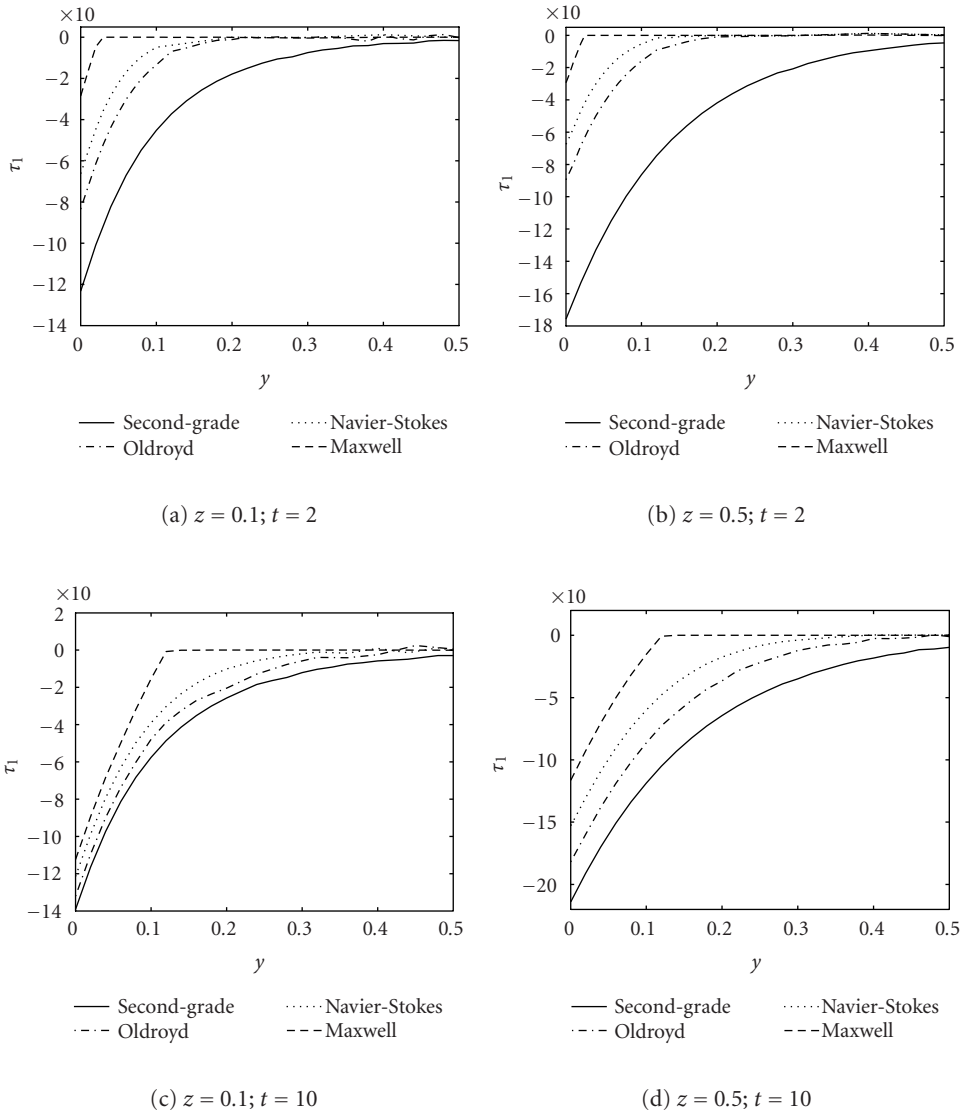 ×10
0
−2
−4
−6
−8
−10
−12
−14
τ1
0 0.1 0.2 0.3 0.4 0.5
y
Second-grade Navier-Stokes
Oldroyd Maxwell
(a) z = 0.1; t = 2
×10
0
−2
−4
−6
−8
−10
−12
−14
−16
−18
τ1
0 0.1 0.2 0.3 0.4 0.5
y
Second-grade Navier-Stokes
Oldroyd Maxwell
(b) z = 0.5; t = 2
×10
2
0
−2
−4
−6
−8
−10
−12
−14
τ1
0 0.1 0.2 0.3 0.4 0.5
y
Second-grade Navier-Stokes
Oldroyd Maxwell
(c) z = 0.1; t = 10
×10
0
−5
−10
−15
−20
τ1
0 0.1 0.2 0.3 0.4 0.5
y
Second-grade Navier-Stokes
Oldroyd Maxwell
(d) z = 0.5; t = 10